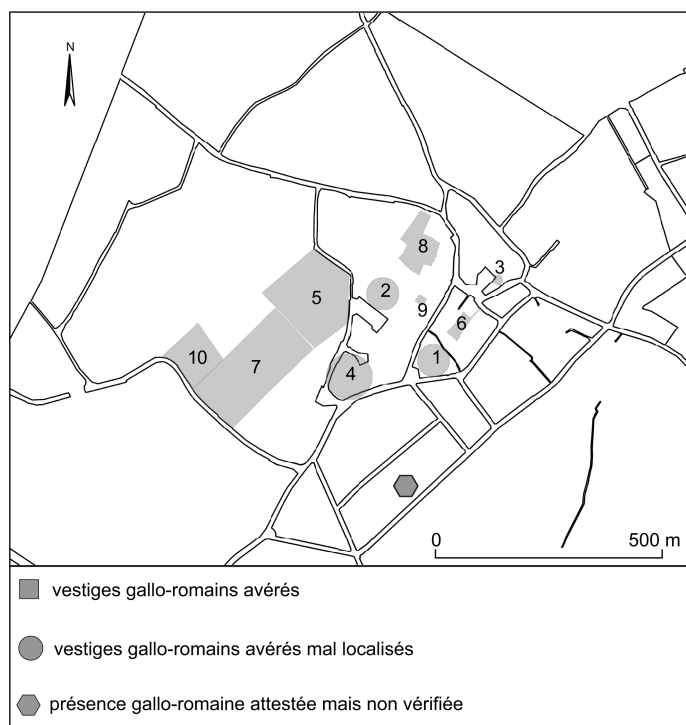 N
8
3
2
5
9
6
10
7
4
1
0 500 m
vestiges gallo-romains avérés
vestiges gallo-romains avérés mal localisés
présence gallo-romaine attestée mais non vérifiée